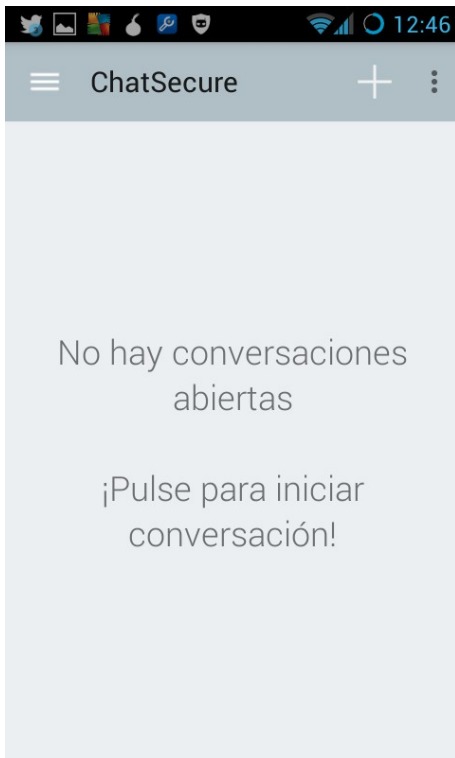 12:46
ChatSecure
No hay conversaciones
abiertas
¡Pulse para iniciar
conversación!